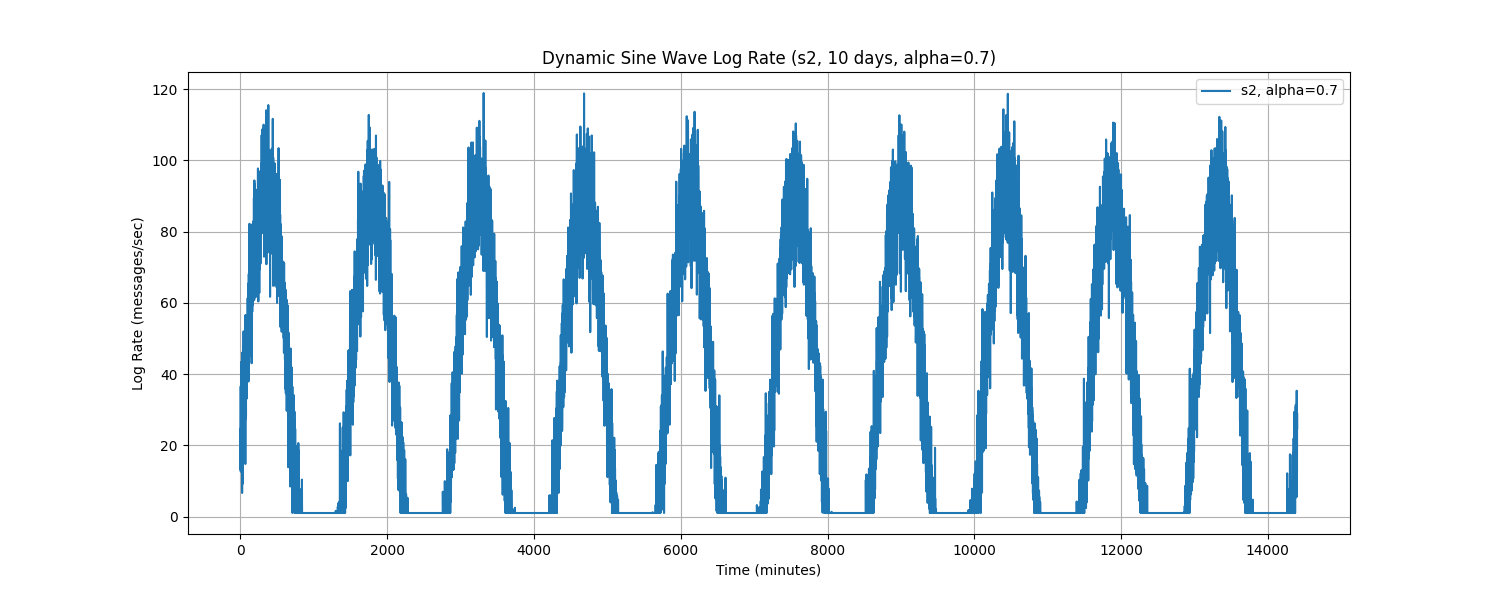 Dynamic Sine Wave Log Rate (s2, 10 days, alpha=0.7)
s2, alpha=0.7
Log Rate (messages/sec)
120
100
80
60
40
20
0
0 2000 4000 6000 8000 10000 12000 14000
Time (minutes)